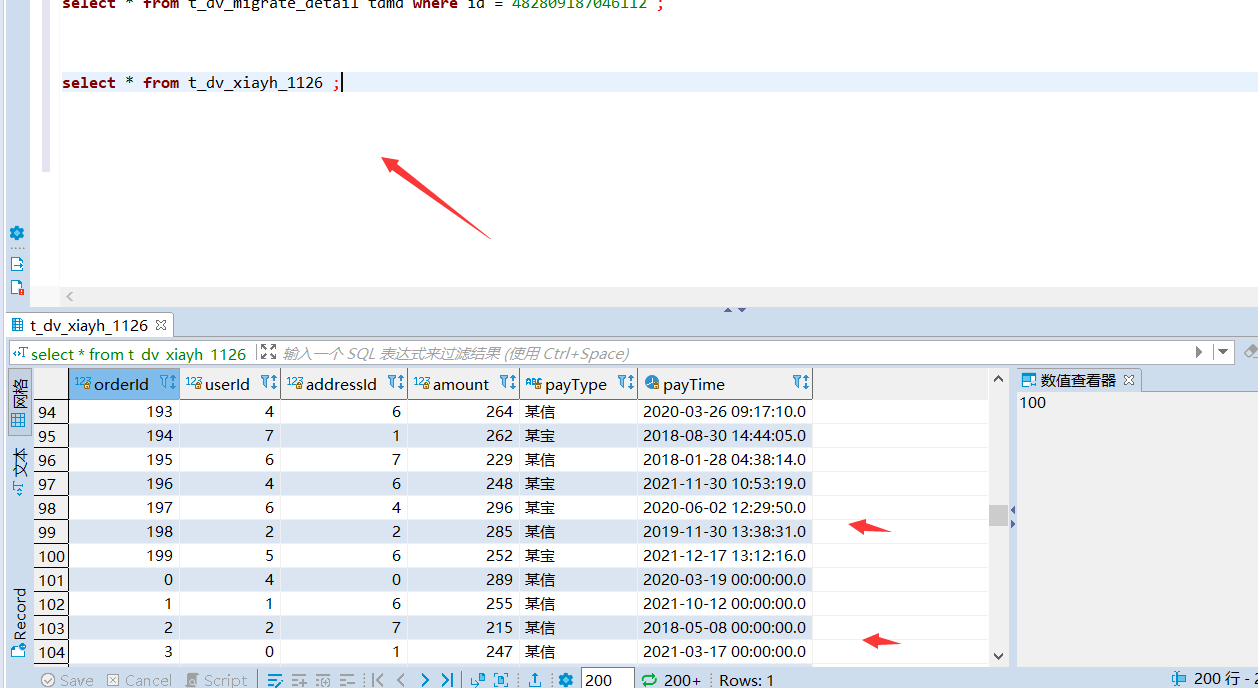 select * from t_dv_migrate_detail tdmd where id = 482809187046112 ;
select * from t_dv_xiayh_1126 ;
t_dv_xiayh_1126
select * from t_dv_xiayh_1126 输入一个 SQL 表达式来过滤结果 (使用 Ctrl+Space)
网格
文本
Record
123 orderId 123 userId 123 addressId 123 amount ABC payType payTime
94 193 4 6 264 某信 2020-03-26 09:17:10.0
95 194 7 1 262 某宝 2018-08-30 14:44:05.0
96 195 6 7 229 某信 2018-01-28 04:38:14.0
97 196 4 6 248 某宝 2021-11-30 10:53:19.0
98 197 6 4 296 某宝 2020-06-02 12:29:50.0
99 198 2 2 285 某信 2019-11-30 13:38:31.0
100 199 5 6 252 某宝 2021-12-17 13:12:16.0
101 0 4 0 289 某信 2020-03-19 00:00:00.0
102 1 1 6 255 某信 2021-10-12 00:00:00.0
103 2 2 7 215 某信 2018-05-08 00:00:00.0
104 3 0 1 247 某信 2021-03-17 00:00:00.0
数值查看器
100
Save Cancel Script 200 200+ Rows: 1
200 行 -